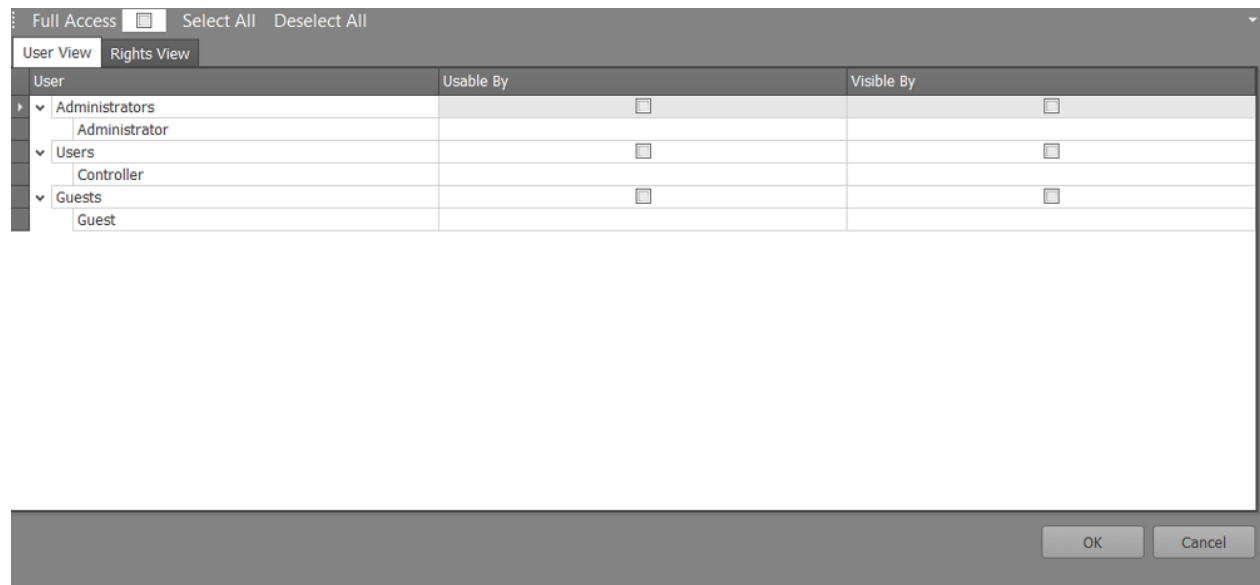 Full Access Select All Deselect All
User View Rights View
User Usable By Visible By
Administrators
Administrator
Users
Controller
Guests
Guest
OK Cancel